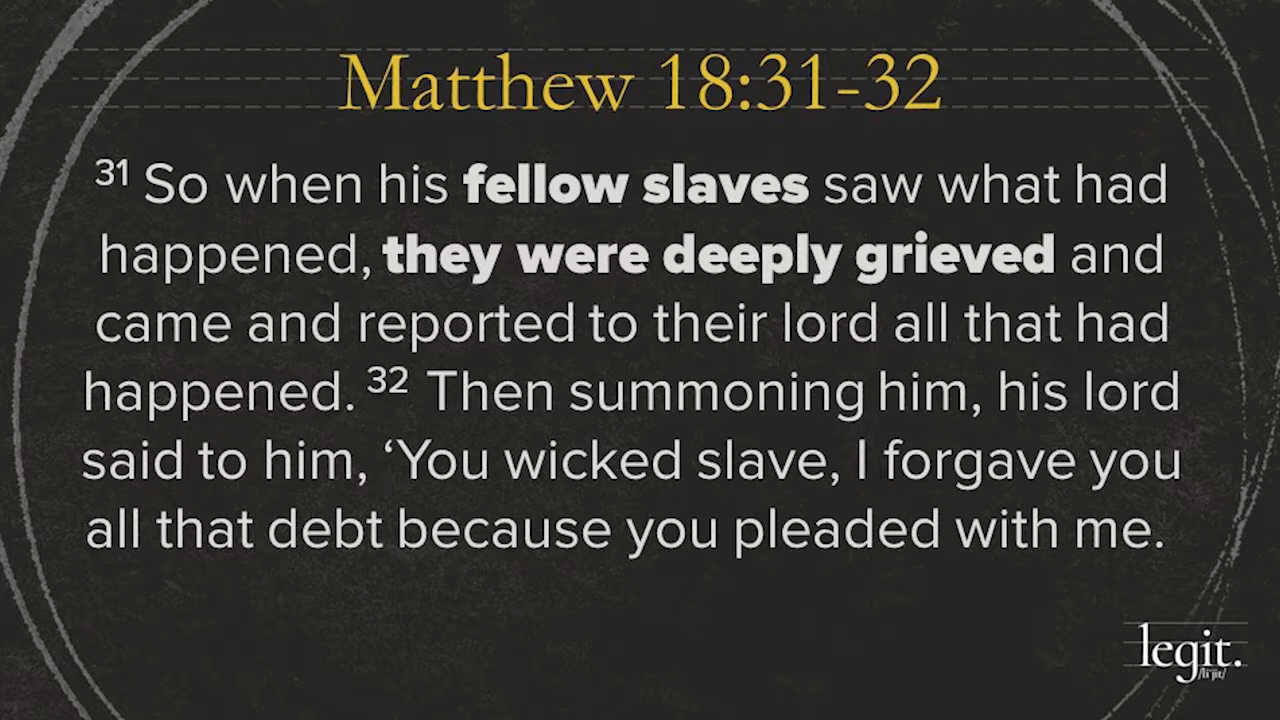 Matthew 18:31-32
³¹ So when his fellow slaves saw what had
happened, they were deeply grieved and
came and reported to their lord all that had
happened. ³² Then summoning him, his lord
said to him, ‘You wicked slave, I forgave you
all that debt because you pleaded with me.
legit.